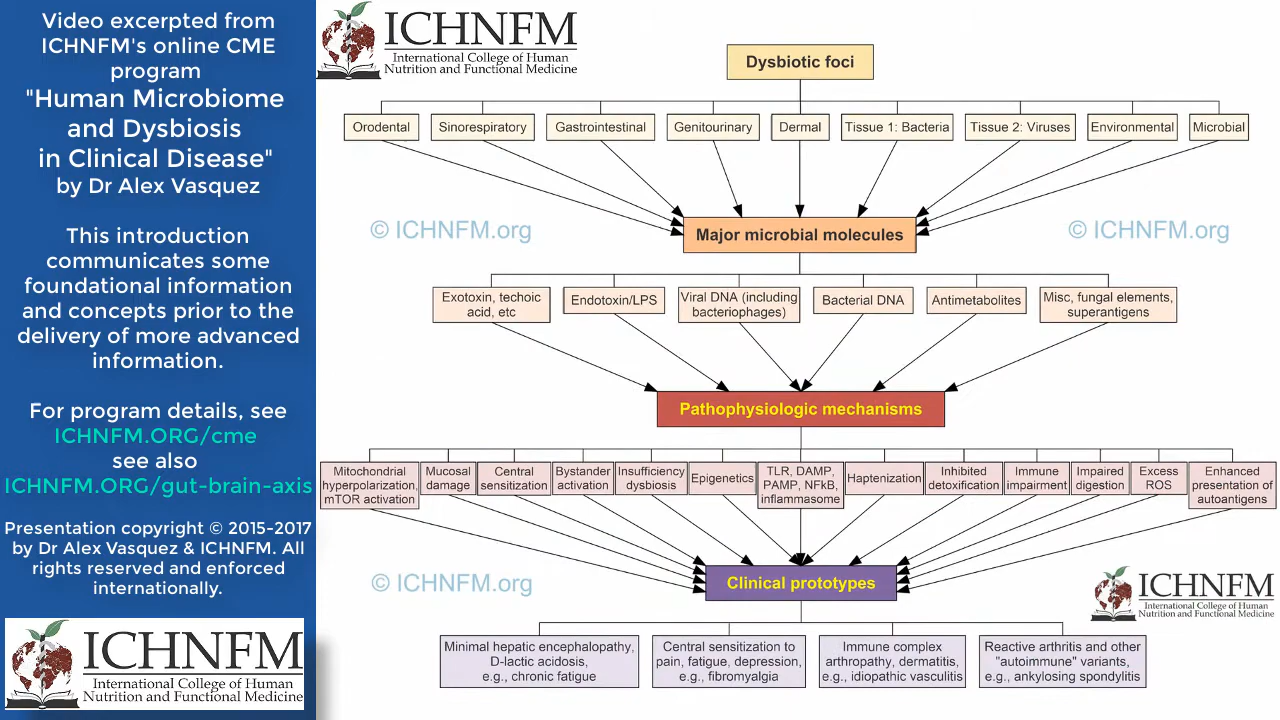 Video excerpted from
ICHNFM's online CME
program
"Human Microbiome
and Dysbiosis
in Clinical Disease"
by Dr Alex Vasquez
This introduction
communicates some
foundational information
and concepts prior to the
delivery of more advanced
information.
For program details, see
ICHNFM.ORG/cme
see also
ICHNFM.ORG/gut-brain-axis
Presentation copyright © 2015-2017
by Dr Alex Vasquez & ICHNFM. All
rights reserved and enforced
internationally.
ICHNFM
International College of Human
Nutrition and Functional Medicine
ICHNFM
International College of Human
Nutrition and Functional Medicine
Dysbiotic foci
Orodental
Sinorespiratory
Gastrointestinal
Genitourinary
Dermal
Tissue 1: Bacteria
Tissue 2: Viruses
Environmental
Microbial
© ICHNFM.org
Major microbial molecules
© ICHNFM.org
Exotoxin, techoic
acid, etc
Endotoxin/LPS
Viral DNA (including
bacteriophages)
Bacterial DNA
Antimetabolites
Misc, fungal elements,
superantigens
Pathophysiologic mechanisms
Mitochondrial
hyperpolarization,
mTOR activation
Mucosal
damage
Central
sensitization
Bystander
activation
Insufficiency
dysbiosis
Epigenetics
TLR, DAMP,
PAMP, NFkB,
inflammasome
Haptenization
Inhibited
detoxification
Immune
impairment
Impaired
digestion
Excess
ROS
Enhanced
presentation of
autoantigens
© ICHNFM.org
Clinical prototypes
ICHNFM
International College of Human
Nutrition and Functional Medicine
Minimal hepatic encephalopathy,
D-lactic acidosis,
e.g., chronic fatigue
Central sensitization to
pain, fatigue, depression,
e.g., fibromyalgia
Immune complex
arthropathy, dermatitis,
e.g., idiopathic vasculitis
Reactive arthritis and other
"autoimmune" variants,
e.g., ankylosing spondylitis